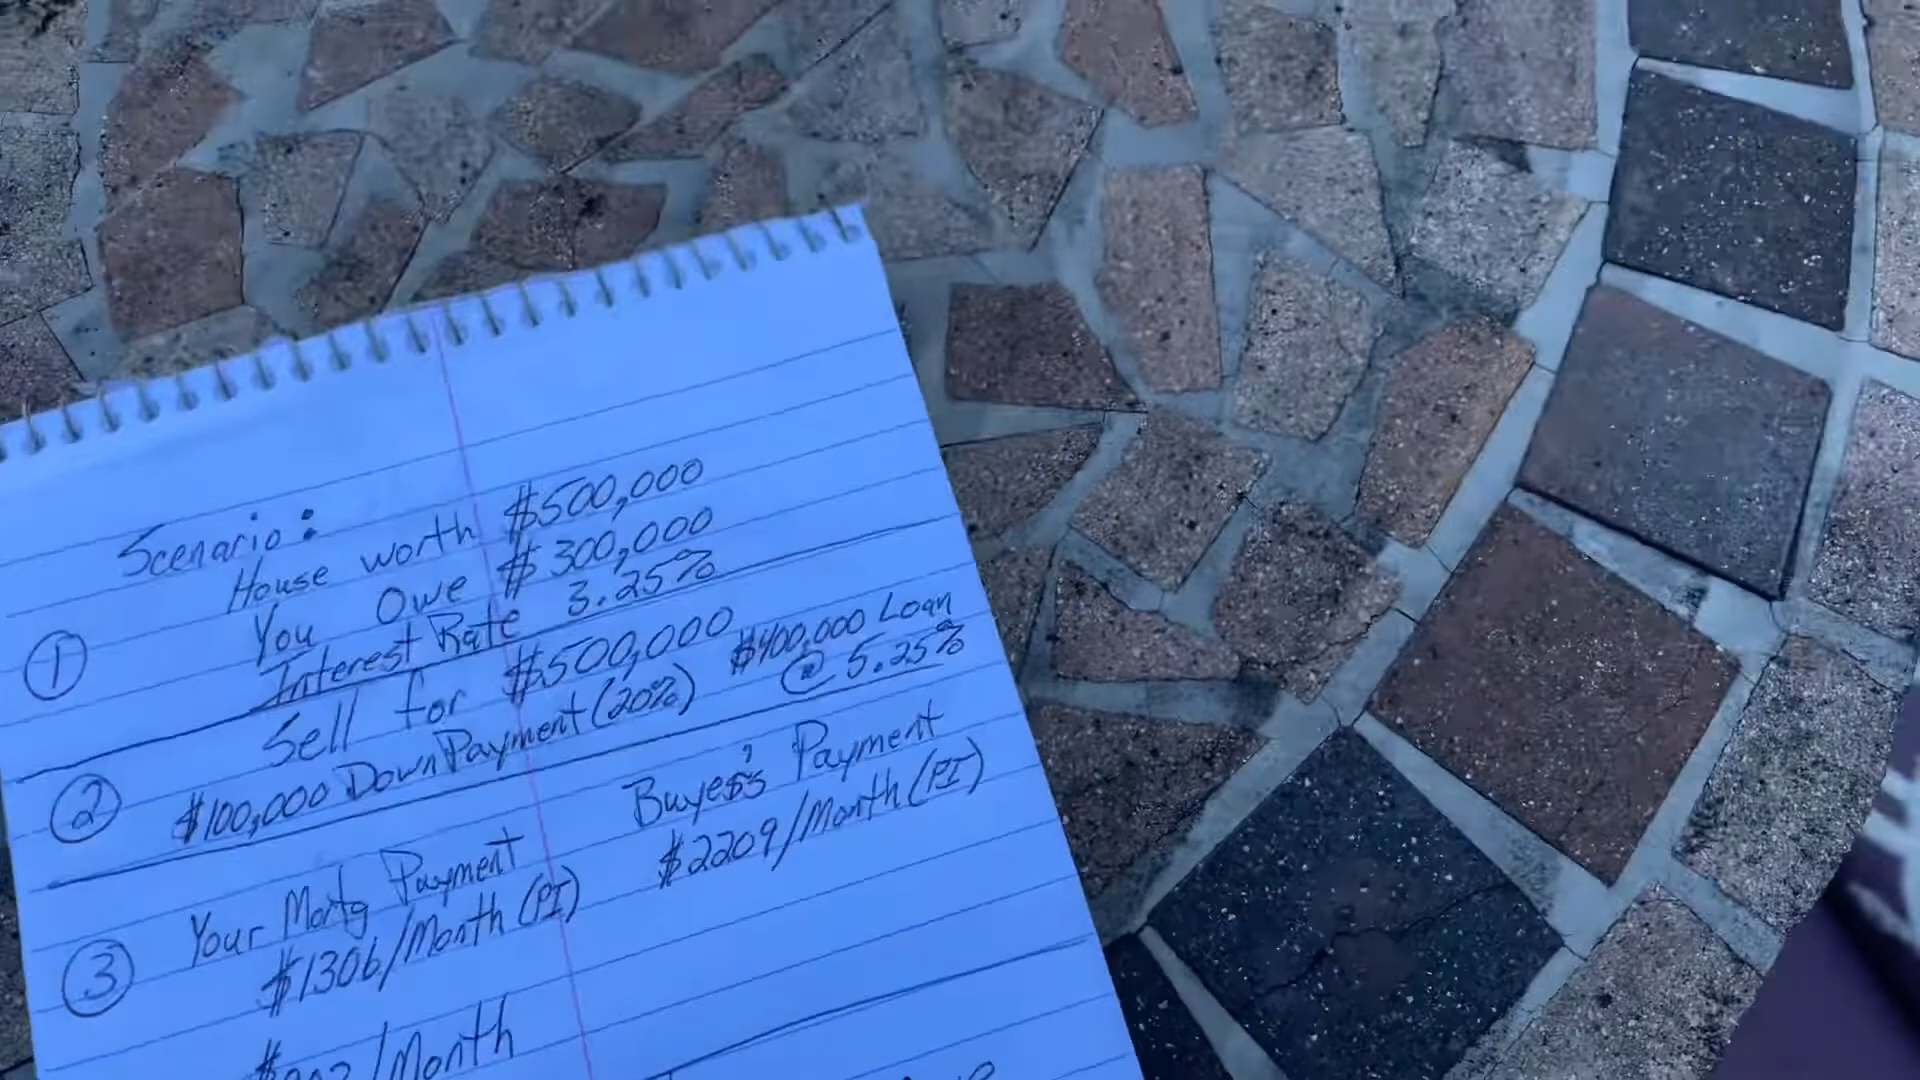 Scenario:
House worth $500,000
You Owe $300,000
① Interest Rate 3.25%
Sell for $500,000 $400,000 Loan
② $100,000 Down Payment (20%) @ 5.25%
Your Mortg Payment Buyer's Payment
③ $1306/Month (PI) $2209/Month (PI)
/Month